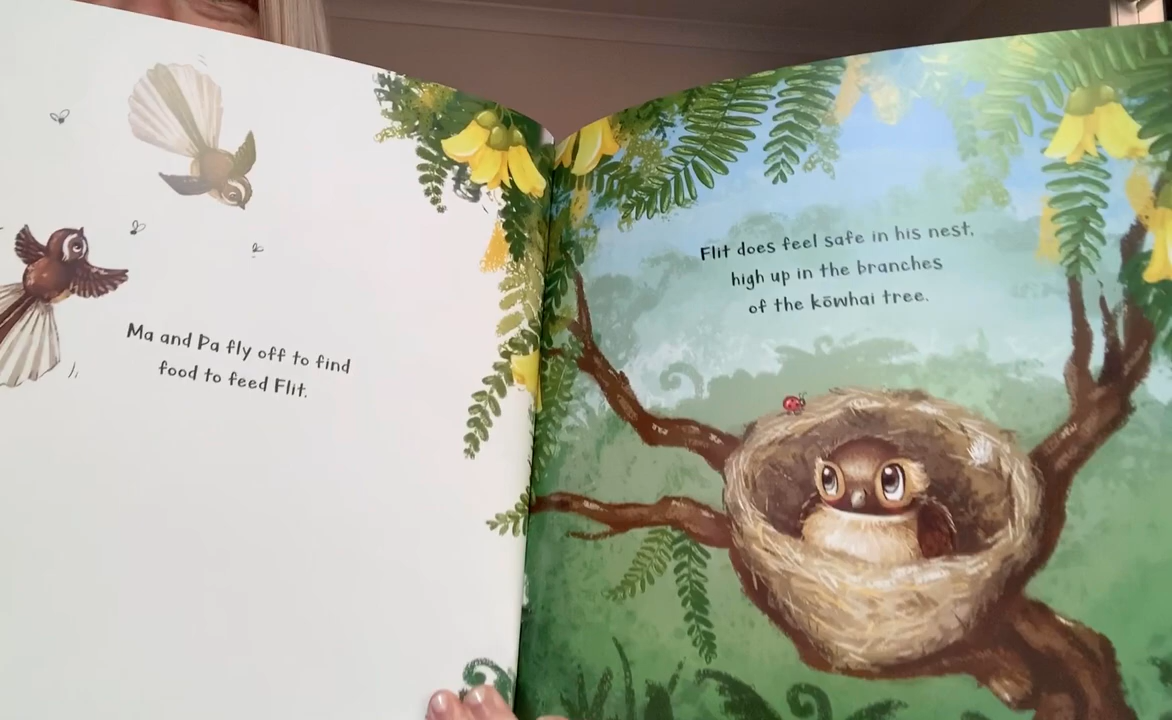 Ma and Pa fly off to find
food to feed Flit.
Flit does feel safe in his nest,
high up in the branches
of the kōwhai tree.